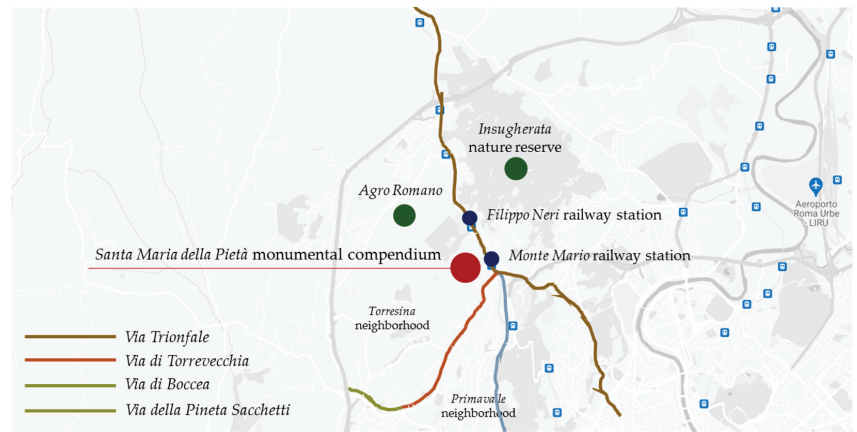 Insugherata
nature reserve
Agro Romano
Filippo Neri railway station
Aeroporto
Roma Urbe
LIRU
Santa Maria della Pietà monumental compendium
Monte Mario railway station
Torresina
neighborhood
Via Trionfale
Via di Torrevecchia
Via di Boccea
Via della Pineta Sacchetti
Primavalle
neighborhood